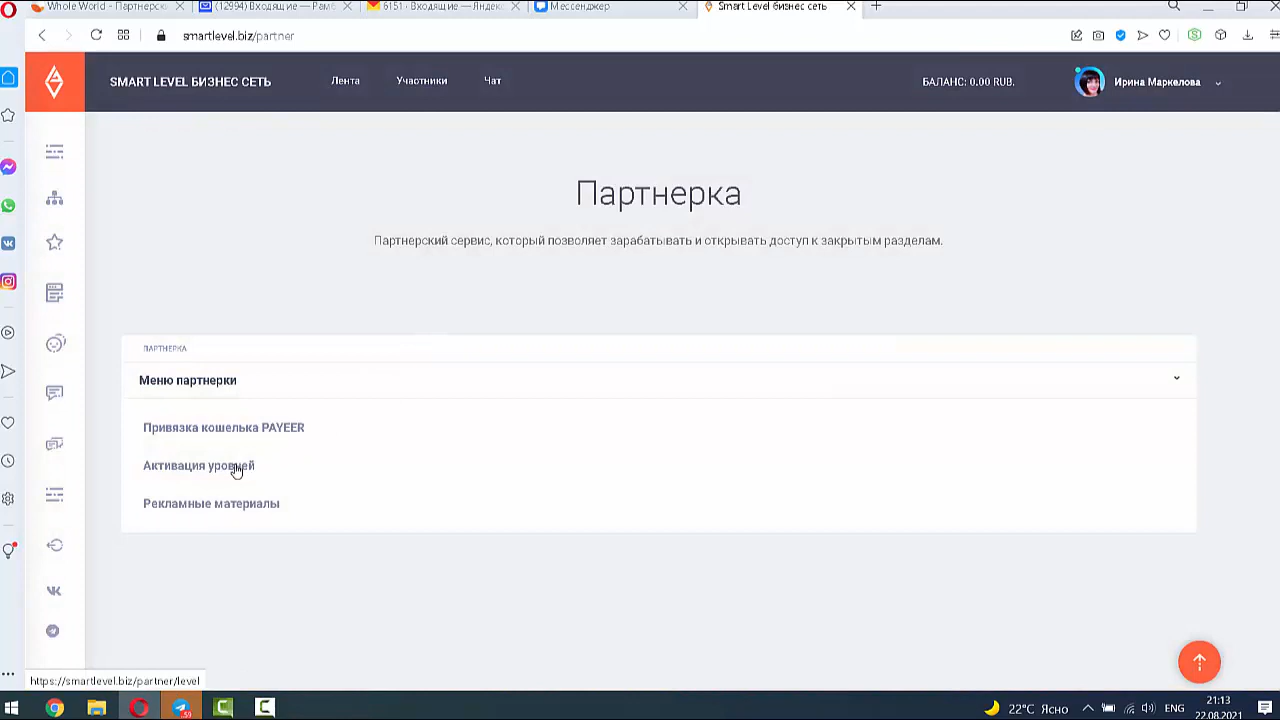 Whole World - Партнерск
(12994) Входящие — Рамб
6151 · Входящие — Яндекс
Мессенджер
Smart Level бизнес сеть
smartlevel.biz/partner
SMART LEVEL БИЗНЕС СЕТЬ
Лента
Участники
Чат
БАЛАНС: 0.00 RUB.
Ирина Маркелова
Партнерка
Партнерский сервис, который позволяет зарабатывать и открывать доступ к закрытым разделам.
ПАРТНЕРКА
Меню партнерки
Привязка кошелька PAYEER
Активация уровней
Рекламные материалы
https://smartlevel.biz/partner/level
59
22°C Ясно
ENG
21:13
22.08.2021